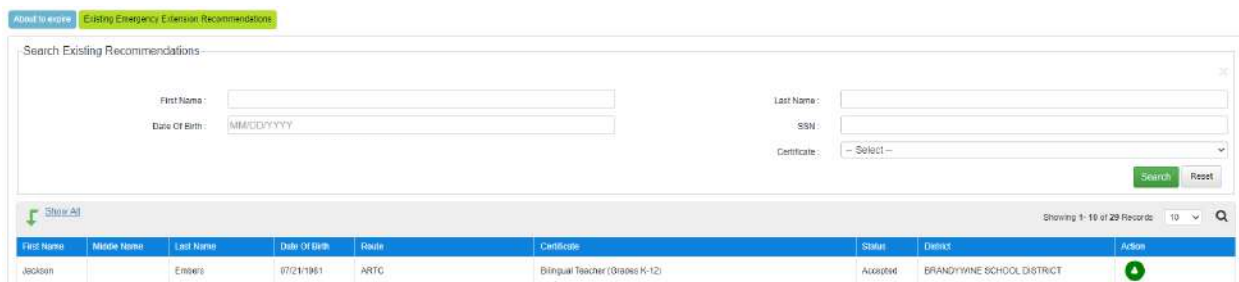 About to expire Existing Emergency Extension Recommendations
Search Existing Recommendations
First Name : Last Name :
Date Of Birth : MM/DD/YYYY SSN :
Certificate : -- Select --
Search Reset
Show All Showing 1- 10 of 29 Records 10
First Name Middle Name Last Name Date Of Birth Route Certificate Status District Action
Jackson Embers 07/21/1981 ARTC Bilingual Teacher (Grades K-12) Accepted BRANDYWINE SCHOOL DISTRICT